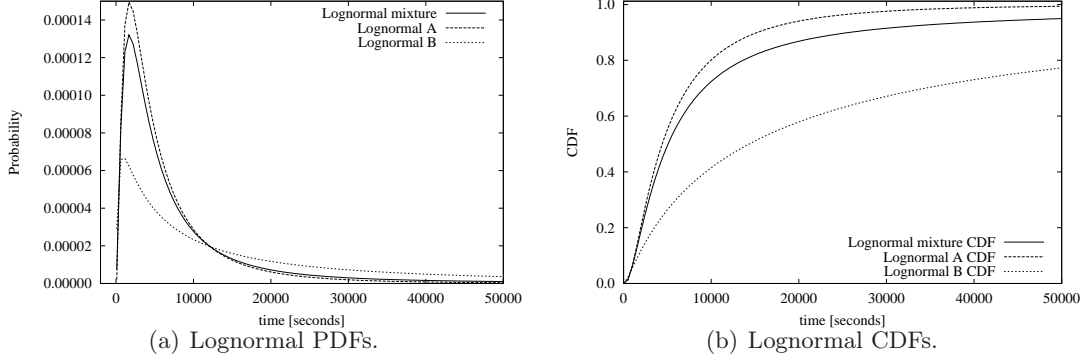 0.00014
0.00012
0.00010
0.00008
0.00006
0.00004
0.00002
0.00000
Probability
Lognormal mixture
Lognormal A
Lognormal B
0 10000 20000 30000 40000 50000
time [seconds]
(a) Lognormal PDFs.
1.0
0.8
0.6
0.4
0.2
0.0
CDF
Lognormal mixture CDF
Lognormal A CDF
Lognormal B CDF
0 10000 20000 30000 40000 50000
time [seconds]
(b) Lognormal CDFs.